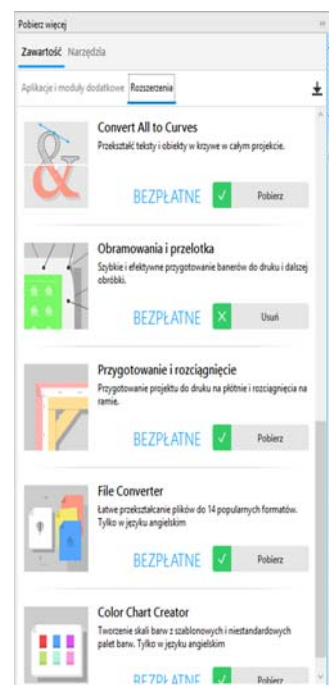 Pobierz więcej
Zawartość Narzędzia
Aplikacje i moduły dodatkowe Rozszerzenia
Convert All to Curves
Przekształć teksty i obiekty w krzywe w całym projekcie.
BEZPŁATNE Pobierz
Obramowania i przelotka
Szybkie i efektywne przygotowanie banerów do druku i dalszej
obróbki.
BEZPŁATNE Usuń
Przygotowanie i rozciągnięcie
Przygotowanie projektu do druku na płótnie i rozciągnięcia na
ramie.
BEZPŁATNE Pobierz
File Converter
Łatwe przekształcanie plików do 14 popularnych formatów.
Tylko w języku angielskim
BEZPŁATNE Pobierz
Color Chart Creator
Tworzenie skali barw z szablonowych i niestandardowych
palet barw. Tylko w języku angielskim
BEZPŁATNE Pobierz